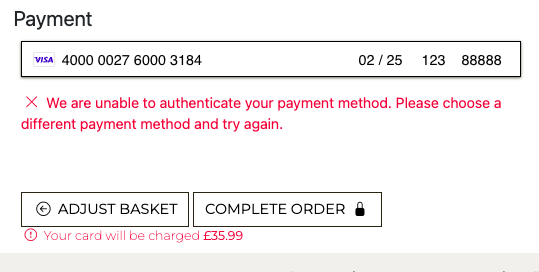 Payment
VISA 4000 0027 6000 3184 02 / 25 123 88888
We are unable to authenticate your payment method. Please choose a
different payment method and try again.
ADJUST BASKET COMPLETE ORDER
Your card will be charged £35.99